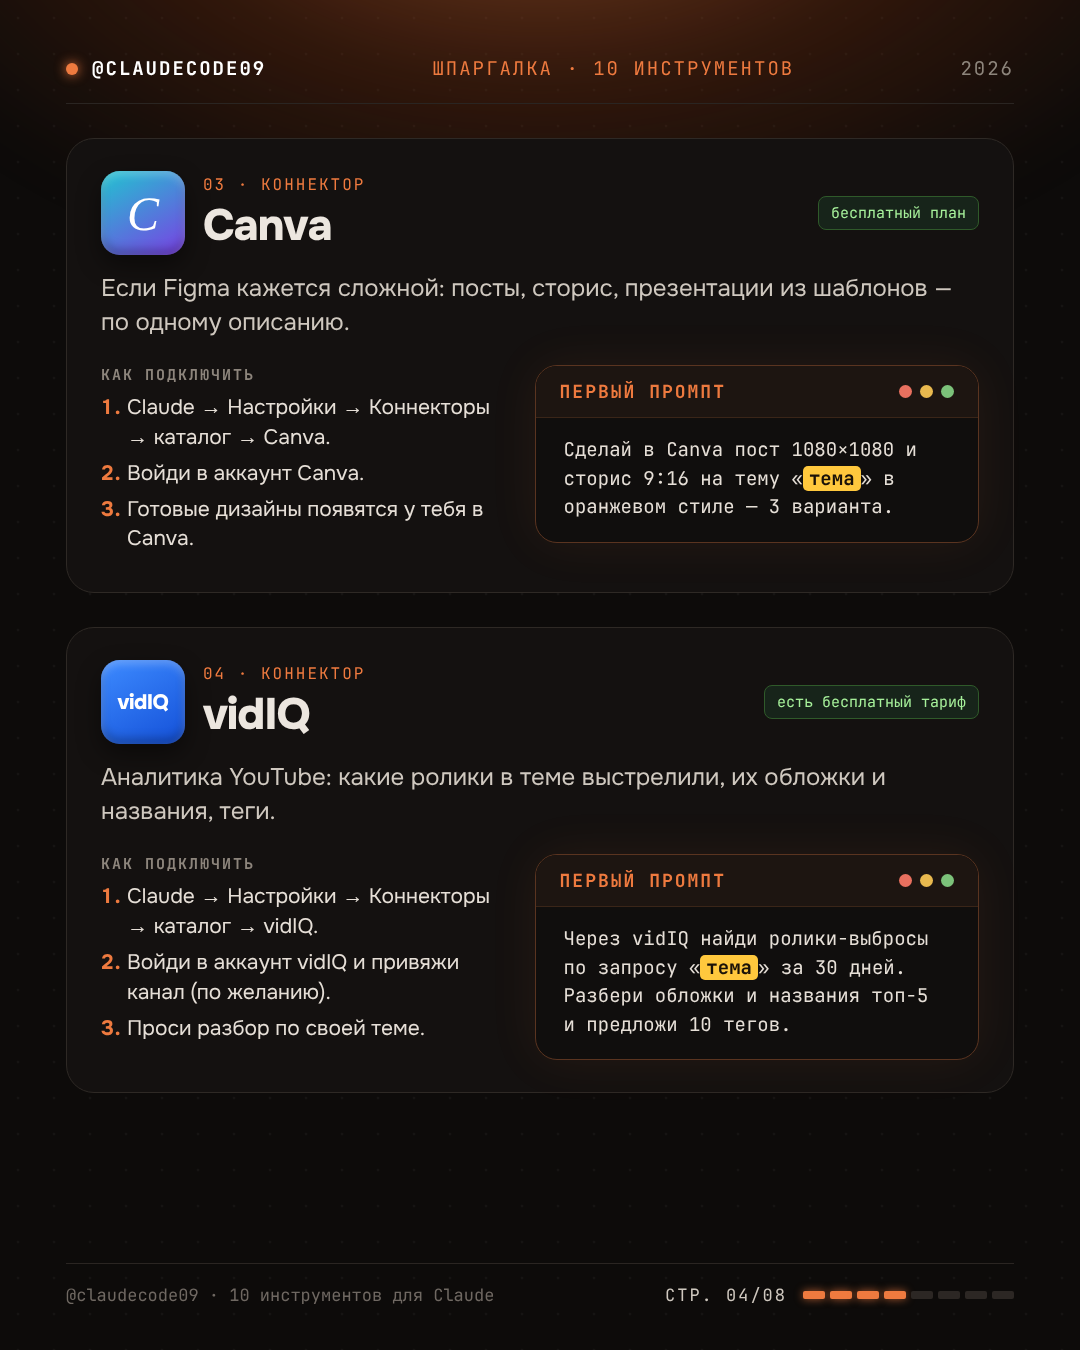 @CLAUDECODE09
ШПАРГАЛКА · 10 ИНСТРУМЕНТОВ
2026
C
03 · КОННЕКТОР
Canva
бесплатный план
Если Figma кажется сложной: посты, сторис, презентации из шаблонов —
по одному описанию.
КАК ПОДКЛЮЧИТЬ
1. Claude → Настройки → Коннекторы
→ каталог → Canva.
2. Войди в аккаунт Canva.
3. Готовые дизайны появятся у тебя в
Canva.
ПЕРВЫЙ ПРОМПТ
Сделай в Canva пост 1080×1080 и
сторис 9:16 на тему «тема» в
оранжевом стиле — 3 варианта.
vidIQ
04 · КОННЕКТОР
vidIQ
есть бесплатный тариф
Аналитика YouTube: какие ролики в теме выстрелили, их обложки и
названия, теги.
КАК ПОДКЛЮЧИТЬ
1. Claude → Настройки → Коннекторы
→ каталог → vidIQ.
2. Войди в аккаунт vidIQ и привяжи
канал (по желанию).
3. Проси разбор по своей теме.
ПЕРВЫЙ ПРОМПТ
Через vidIQ найди ролики-выбросы
по запросу «тема» за 30 дней.
Разбери обложки и названия топ-5
и предложи 10 тегов.
@claudecode09 · 10 инструментов для Claude
СТР. 04/08